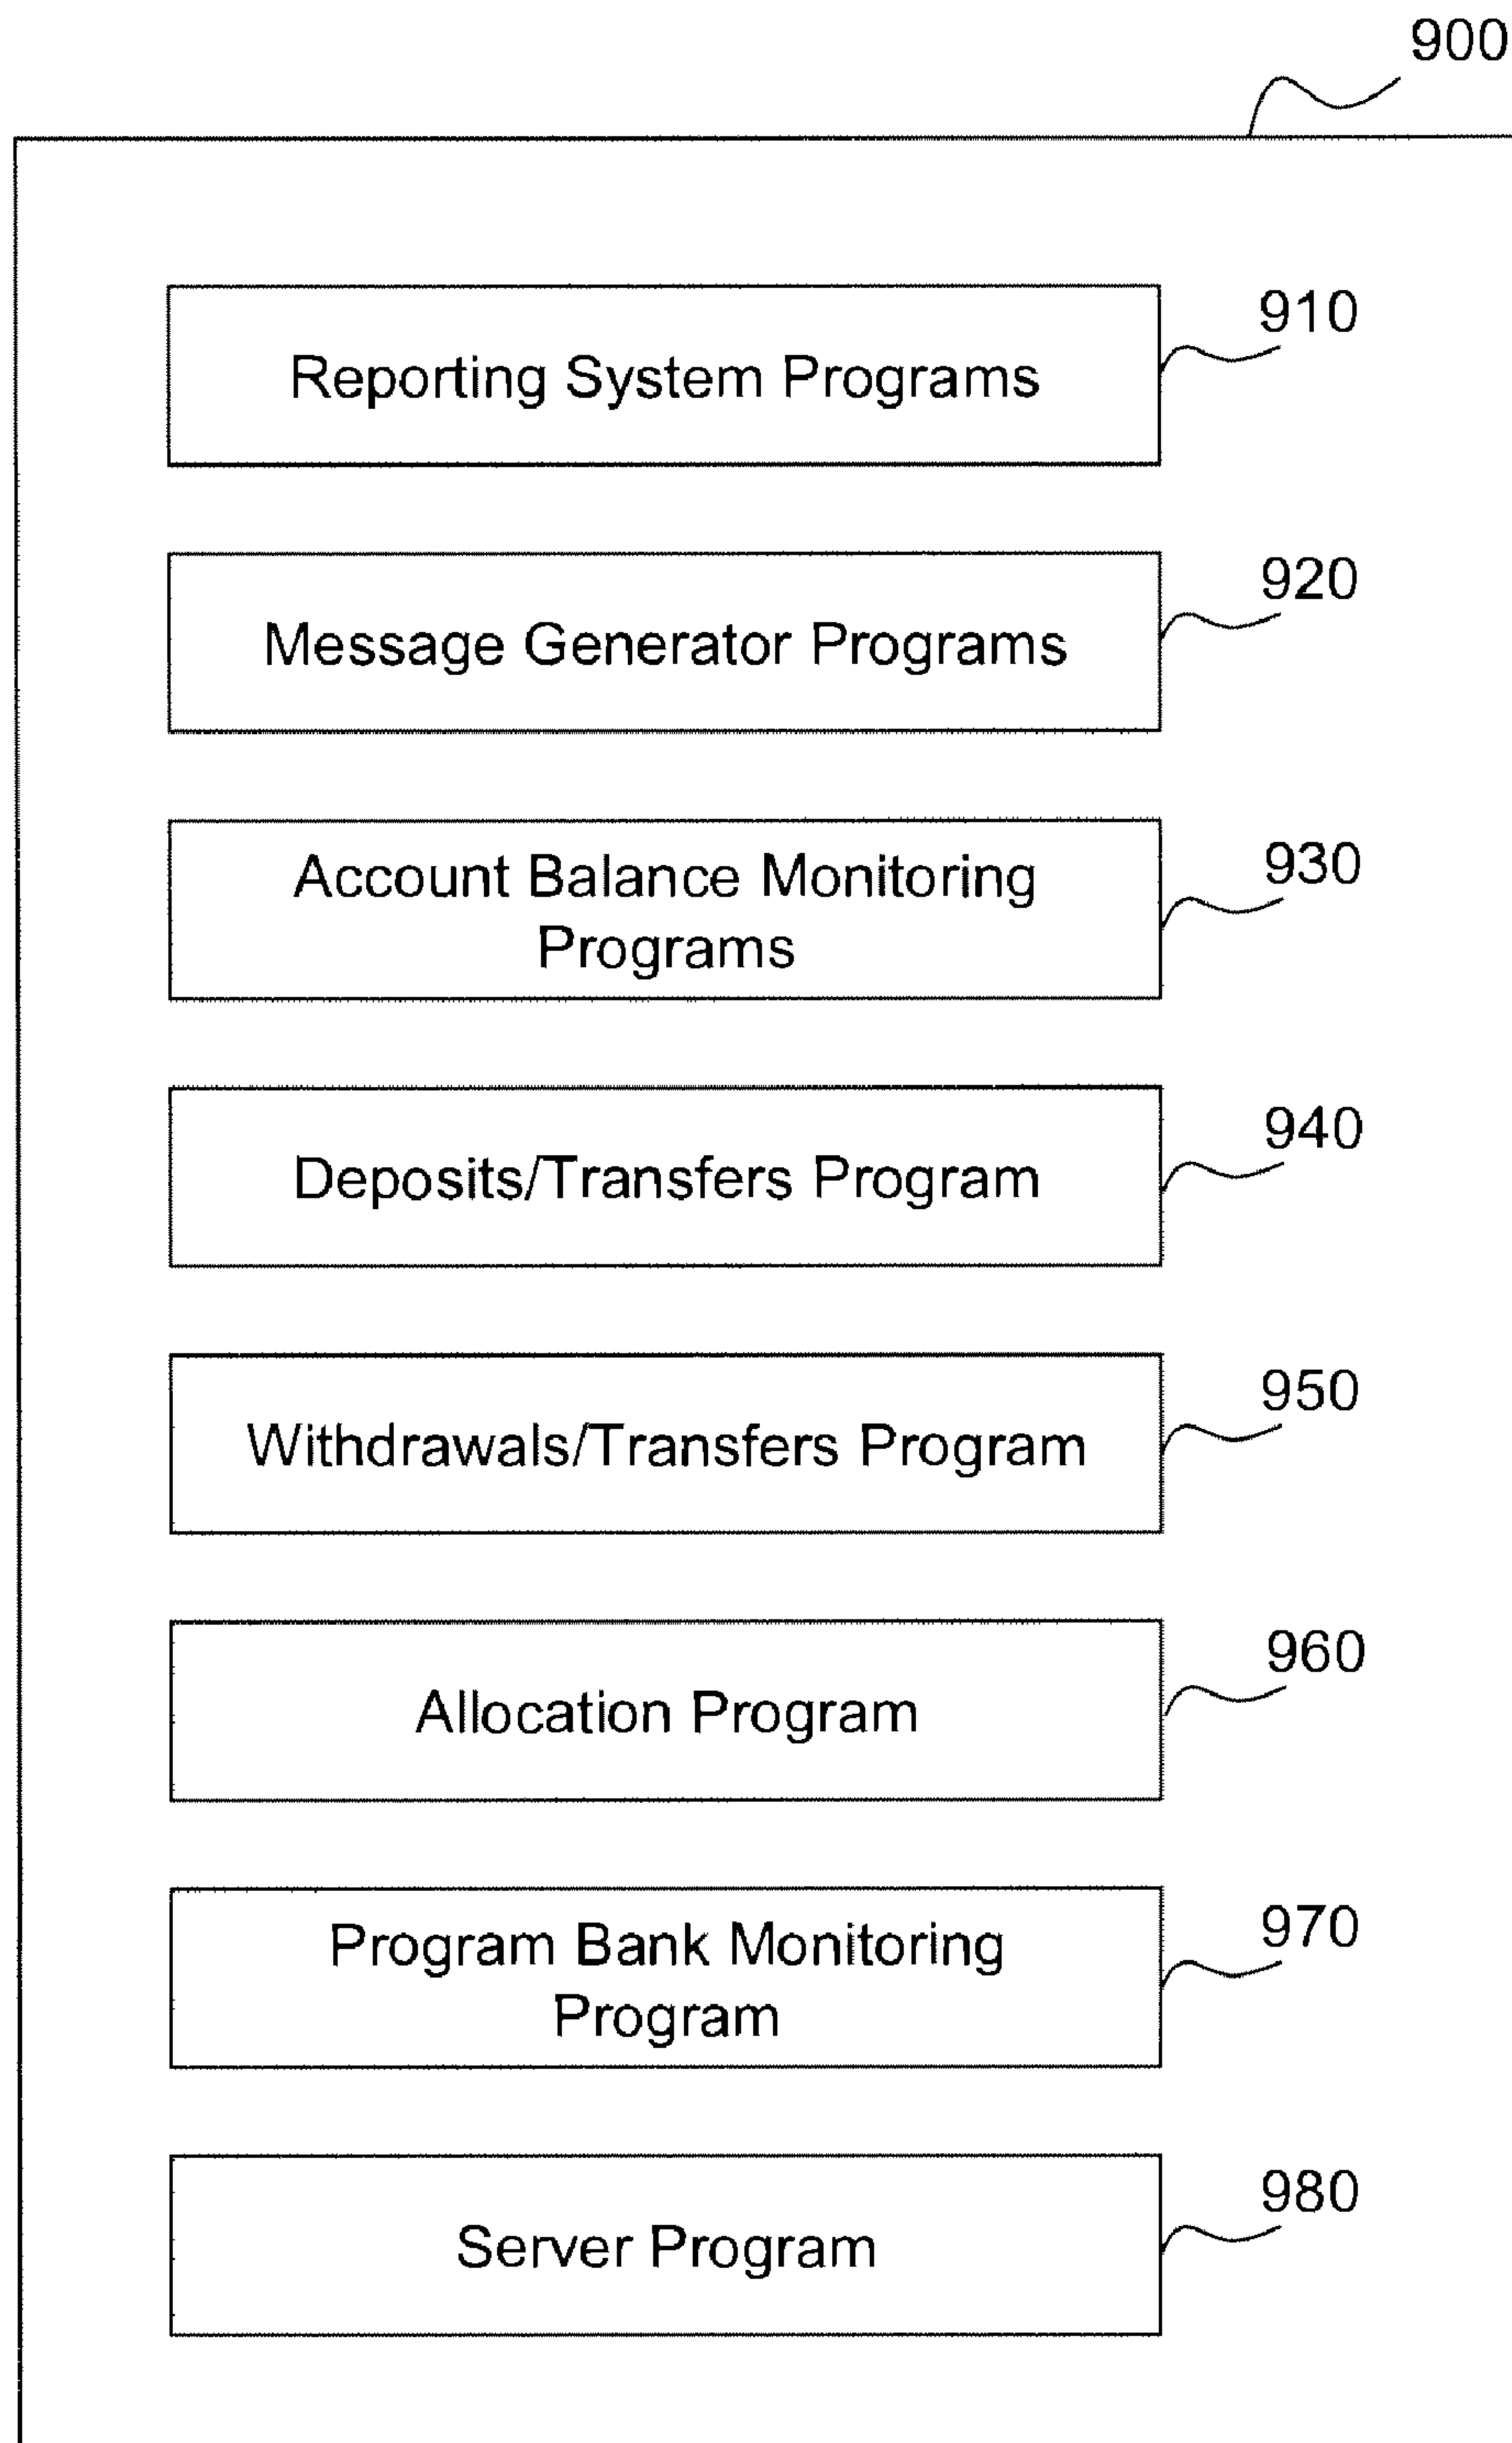 900
Reporting System Programs
910
Message Generator Programs
920
Account Balance Monitoring
Programs
930
Deposits/Transfers Program
940
Withdrawals/Transfers Program
950
Allocation Program
960
Program Bank Monitoring
Program
970
Server Program
980